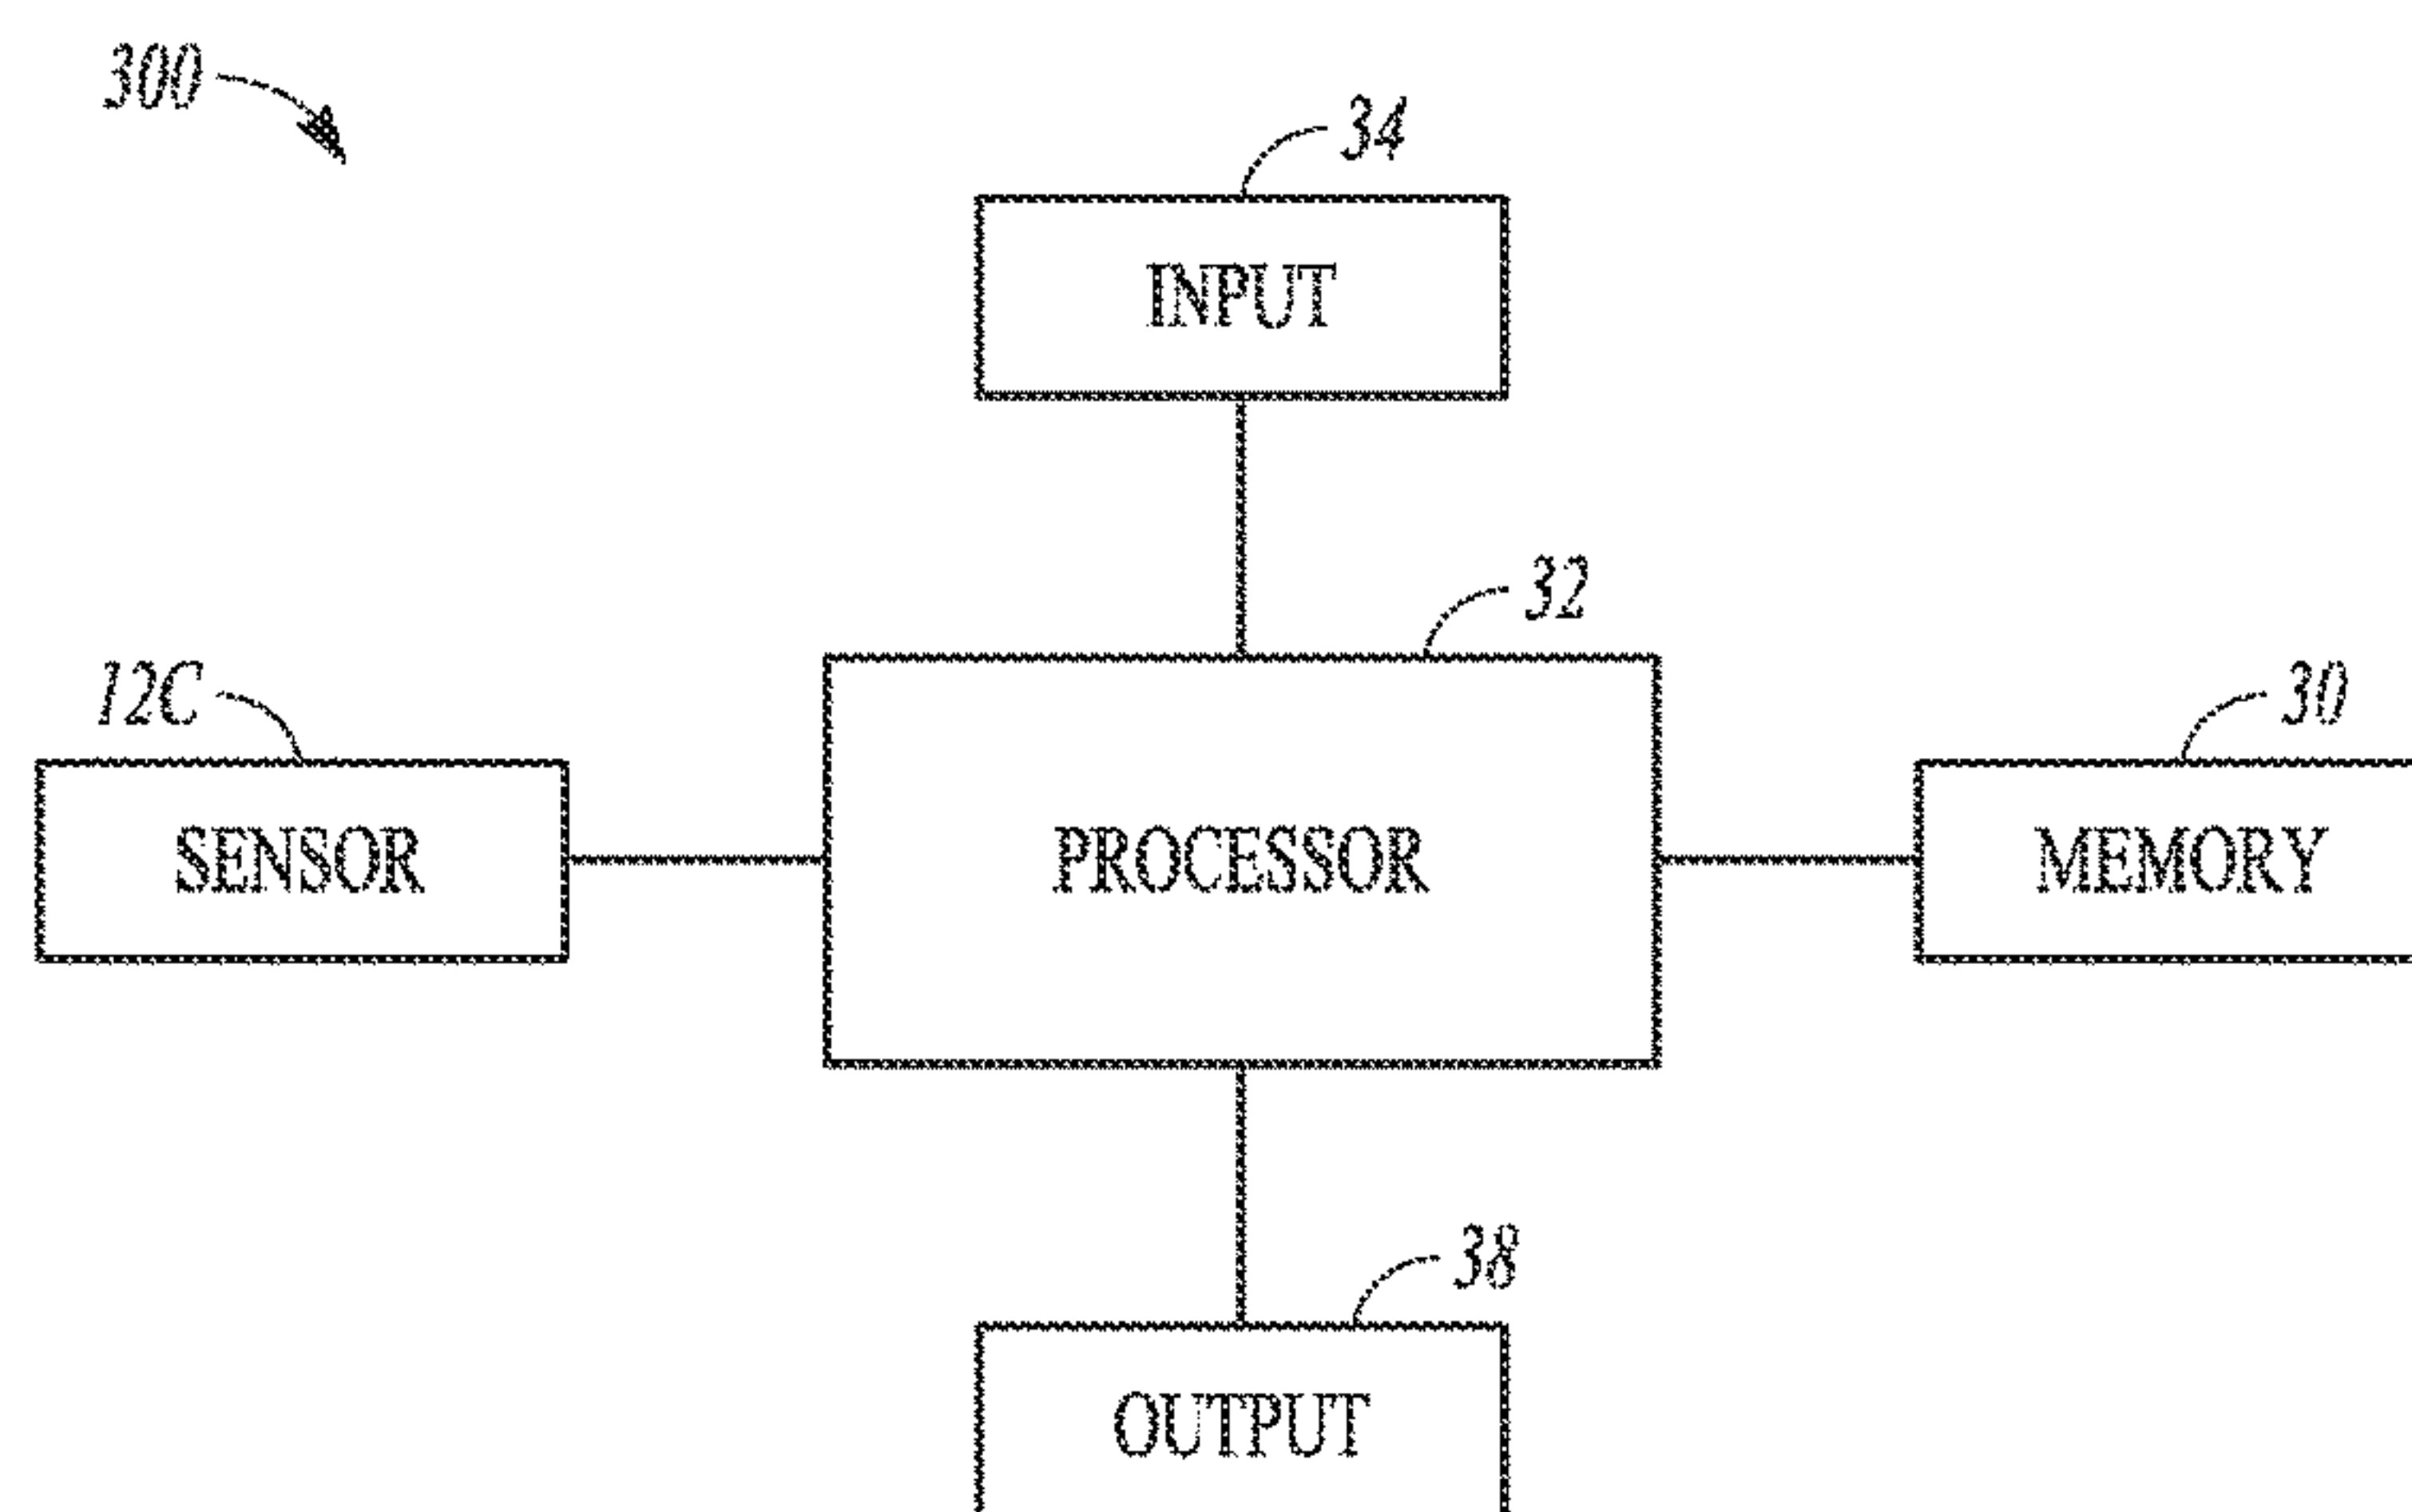 300
34
INPUT
32
12C
30
SENSOR
PROCESSOR
MEMORY
38
OUTPUT